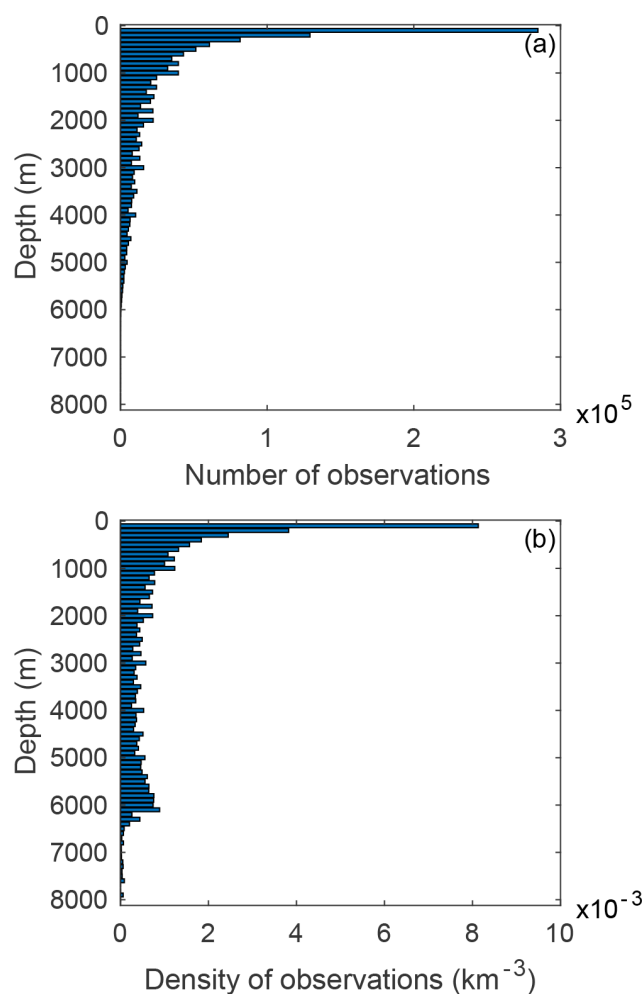 0
1000
2000
3000
4000
5000
6000
7000
8000
Depth (m)
(a)
0 1 2 3
x10^5
Number of observations
0
1000
2000
3000
4000
5000
6000
7000
8000
Depth (m)
(b)
0 2 4 6 8 10
x10^-3
Density of observations (km^-3)